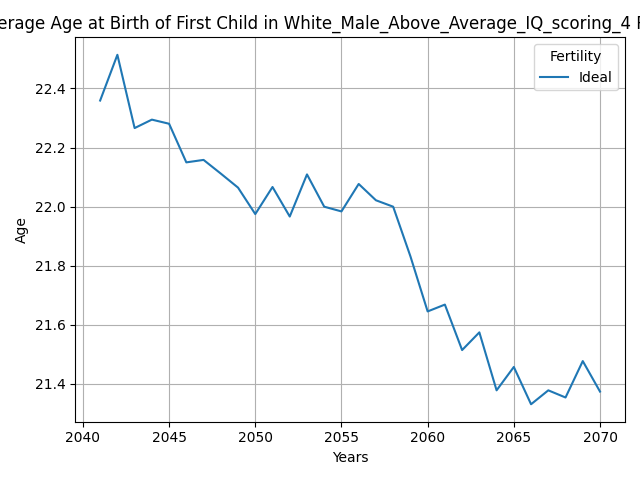 erage Age at Birth of First Child in White_Male_Above_Average_IQ_scoring_4
Fertility
Ideal
22.4
22.2
22.0
21.8
21.6
21.4
Age
2040 2045 2050 2055 2060 2065 2070
Years